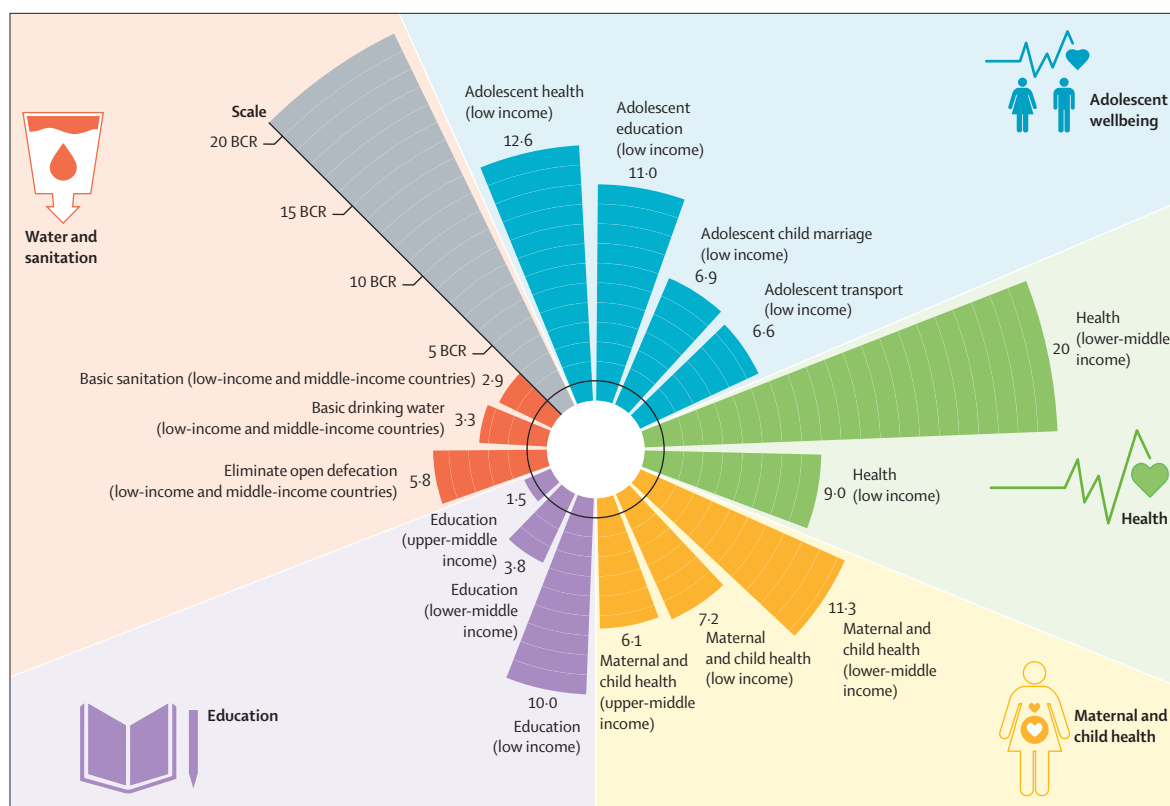 Scale
20 BCR
15 BCR
10 BCR
5 BCR
Water and
sanitation
Basic sanitation (low-income and middle-income countries)
2·9
Basic drinking water
(low-income and middle-income countries)
3·3
Eliminate open defecation
(low-income and middle-income countries)
5·8
Adolescent health
(low income)
12·6
Adolescent
education
(low income)
11·0
Adolescent child marriage
(low income)
6·9
Adolescent transport
(low income)
6·6
Adolescent
wellbeing
Health
(lower-middle
income)
20
Health
(low income)
9·0
Health
11·3
Maternal and
child health
(lower-middle
income)
7·2
Maternal
and child health
(low income)
6·1
Maternal and
child health
(upper-middle
income)
Maternal and
child health
1·5
Education
(upper-middle
income)
3·8
Education
(lower-middle
income)
10·0
Education
(low income)
Education